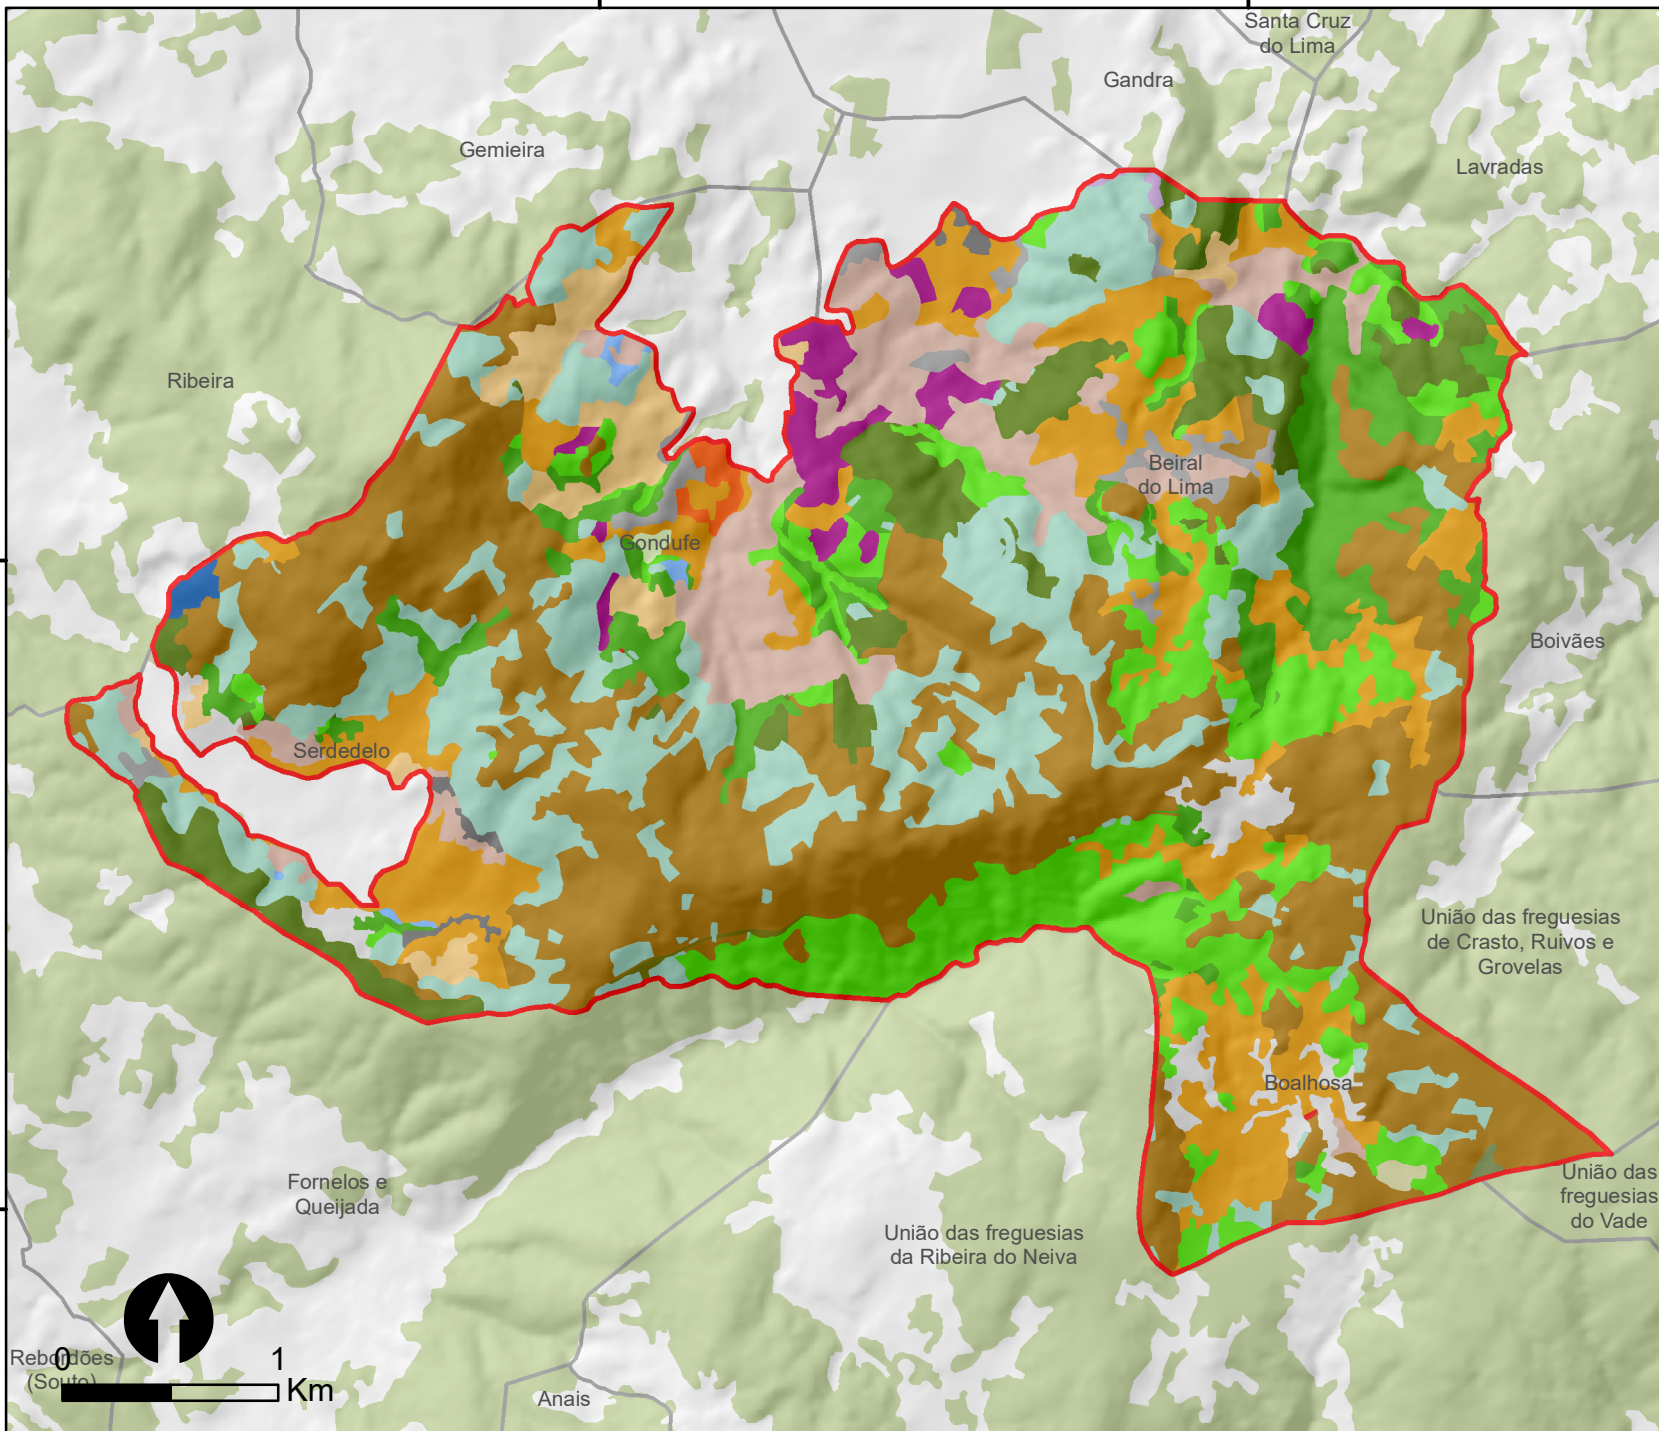 Santa Cruz
do Lima
Gandra
Gemieira
Lavradas
Ribeira
Beiral
do Lima
Gondufe
Boivães
Serdedelo
União das freguesias
de Crasto, Ruivos e
Grovelas
Boalhosa
Fornelos e
Queijada
União das
freguesias
do Vade
União das freguesias
da Ribeira do Neiva
Rebordões
(Souto)
0
1
Km
Anais